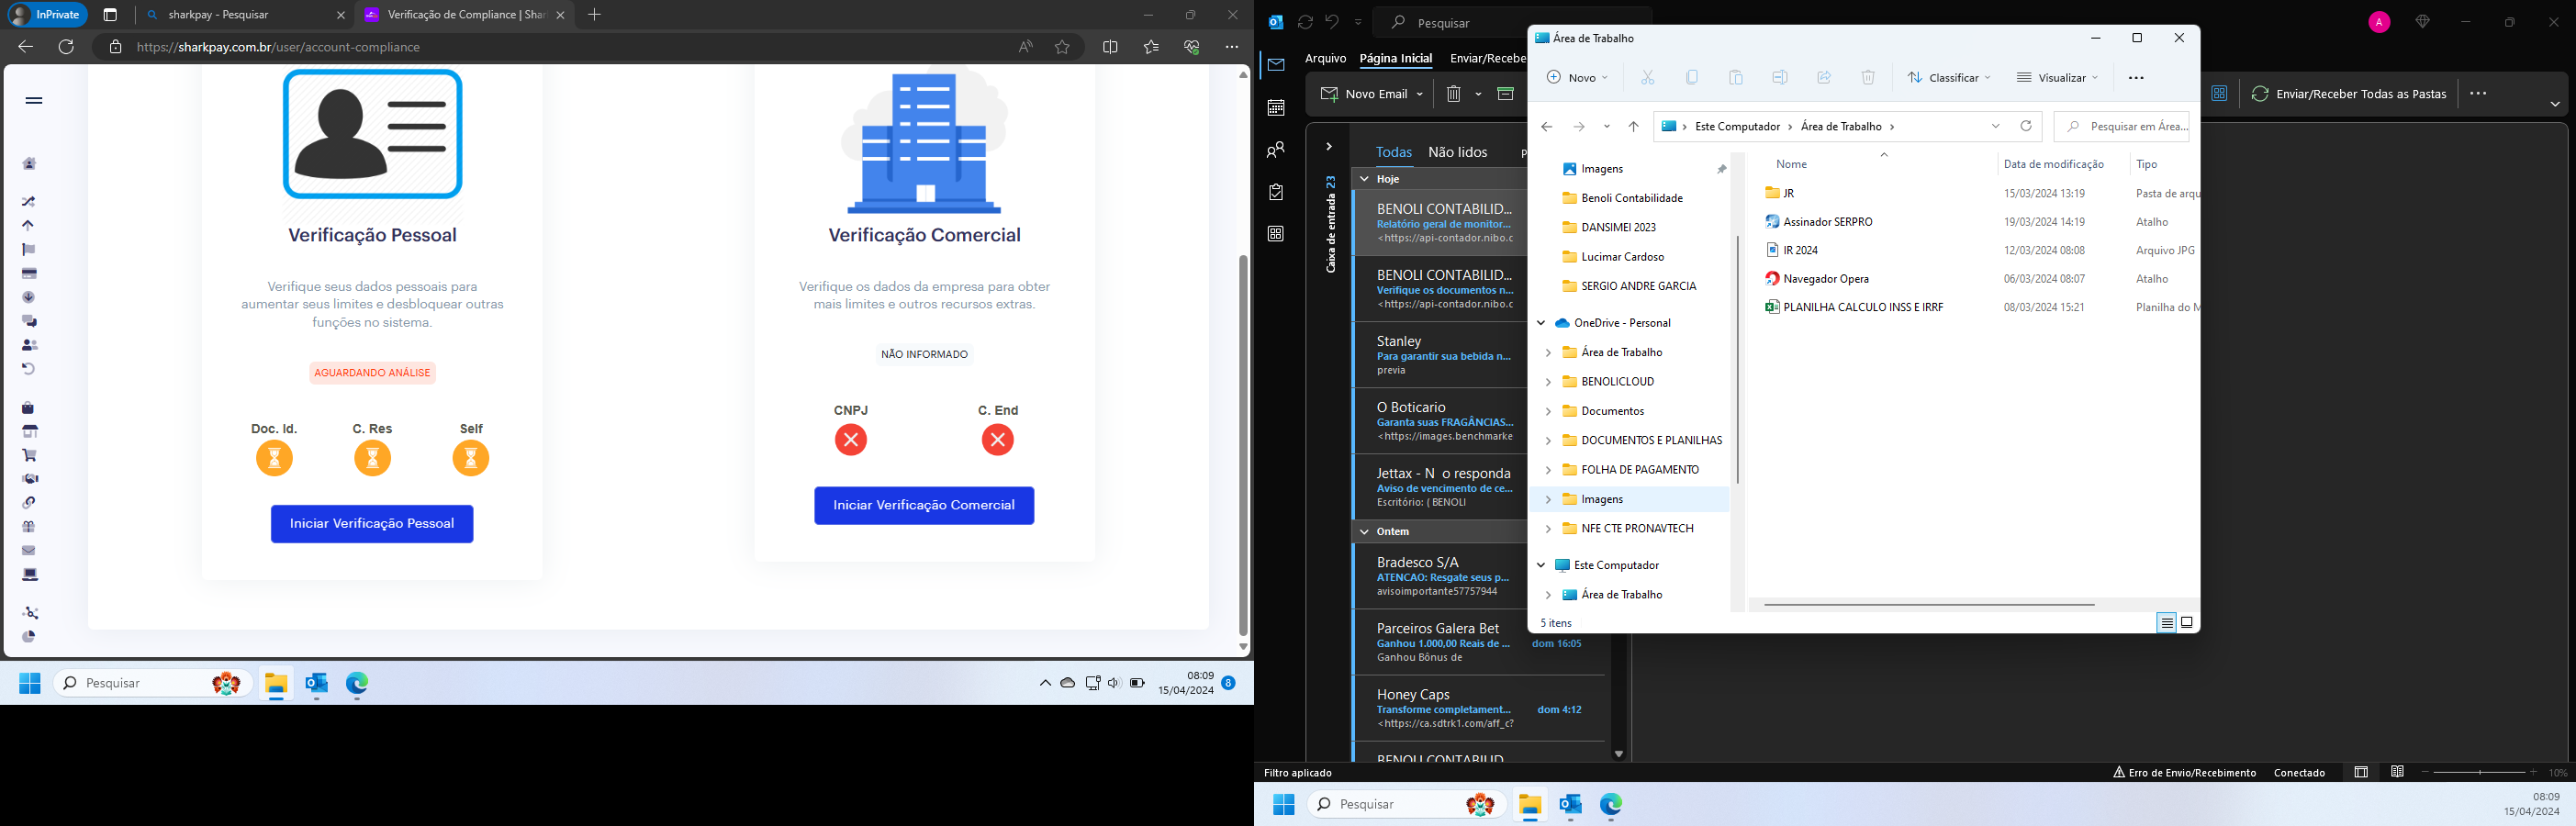 InPrivate
sharkpay - Pesquisar
Verificação de Compliance | Shar
https://sharkpay.com.br/user/account-compliance
Verificação Pessoal
Verifique seus dados pessoais para
aumentar seus limites e desbloquear outras
funções no sistema.
AGUARDANDO ANÁLISE
Doc. Id.
C. Res
Self
Iniciar Verificação Pessoal
Verificação Comercial
Verifique os dados da empresa para obter
mais limites e outros recursos extras.
NÃO INFORMADO
CNPJ
C. End
Iniciar Verificação Comercial
Pesquisar
08:09
15/04/2024
8
Pesquisar
A
Arquivo
Página Inicial
Enviar/Recebe
Novo Email
Enviar/Receber Todas as Pastas
Caixa de entrada 23
Todas
Não lidos
P
Hoje
BENOLI CONTABILID...
Relatório geral de monitor...
<https://api-contador.nibo.c
BENOLI CONTABILID...
Verifique os documentos n...
<https://api-contador.nibo.c
Stanley
Para garantir sua bebida n...
previa
O Boticario
Garanta suas FRAGÂNCIAS...
<https://images.benchmarke
Jettax - N o responda
Aviso de vencimento de ce...
Escritório: ( BENOLI
Ontem
Bradesco S/A
ATENCAO: Resgate seus p...
avisoimportante57757944
Parceiros Galera Bet
Ganhou 1.000,00 Reais de ...
dom 16:05
Ganhou Bônus de
Honey Caps
Transforme completament...
dom 4:12
<https://ca.sdtrk1.com/aff_c?
BENOLI CONTABILID
Filtro aplicado
Erro de Envio/Recebimento
Conectado
10%
Área de Trabalho
Novo
Classificar
Visualizar
Este Computador
Área de Trabalho
Pesquisar em Área...
Imagens
Benoli Contabilidade
DANSIMEI 2023
Lucimar Cardoso
SERGIO ANDRE GARCIA
OneDrive - Personal
Área de Trabalho
BENOLICLOUD
Documentos
DOCUMENTOS E PLANILHAS
FOLHA DE PAGAMENTO
Imagens
NFE CTE PRONAVTECH
Este Computador
Área de Trabalho
Nome
Data de modificação
Tipo
JR
15/03/2024 13:19
Pasta de arqu
Assinador SERPRO
19/03/2024 14:19
Atalho
IR 2024
12/03/2024 08:08
Arquivo JPG
Navegador Opera
06/03/2024 08:07
Atalho
PLANILHA CALCULO INSS E IRRF
08/03/2024 15:21
Planilha do M
5 itens
Pesquisar
08:09
15/04/2024